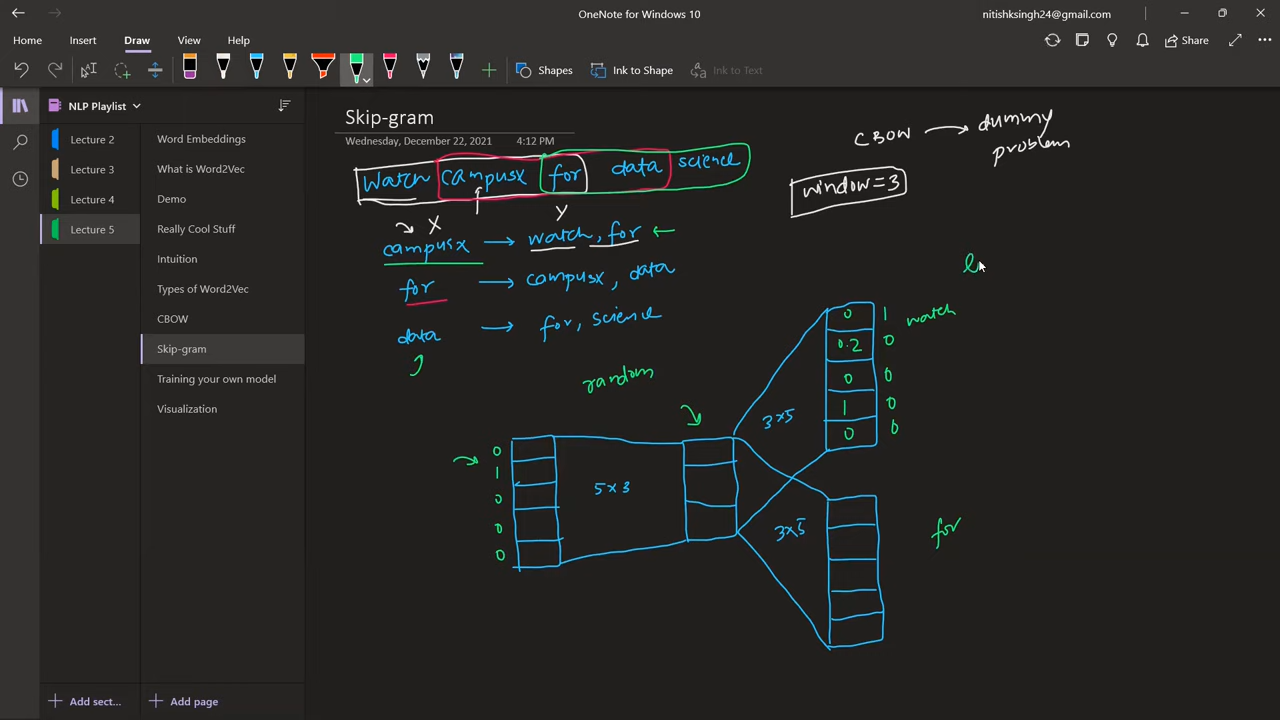 OneNote for Windows 10
nitishksingh24@gmail.com
Home
Insert
Draw
View
Help
Share
Shapes
Ink to Shape
Ink to Text
NLP Playlist
Lecture 2
Lecture 3
Lecture 4
Lecture 5
Word Embeddings
What is Word2Vec
Demo
Really Cool Stuff
Intuition
Types of Word2Vec
CBOW
Skip-gram
Training your own model
Visualization
Add sect...
Add page
Skip-gram
Wednesday, December 22, 2021
4:12 PM
CBOW → dummy
problem
window=3
watch campusx for data science
X Y
campusx → watch, for ←
for → campusx, data
data → for, science
random
0 1 watch
0.2 0
0 0
1 0
0 0
3x5
0
1
0
0
0
5x3
3x5
for